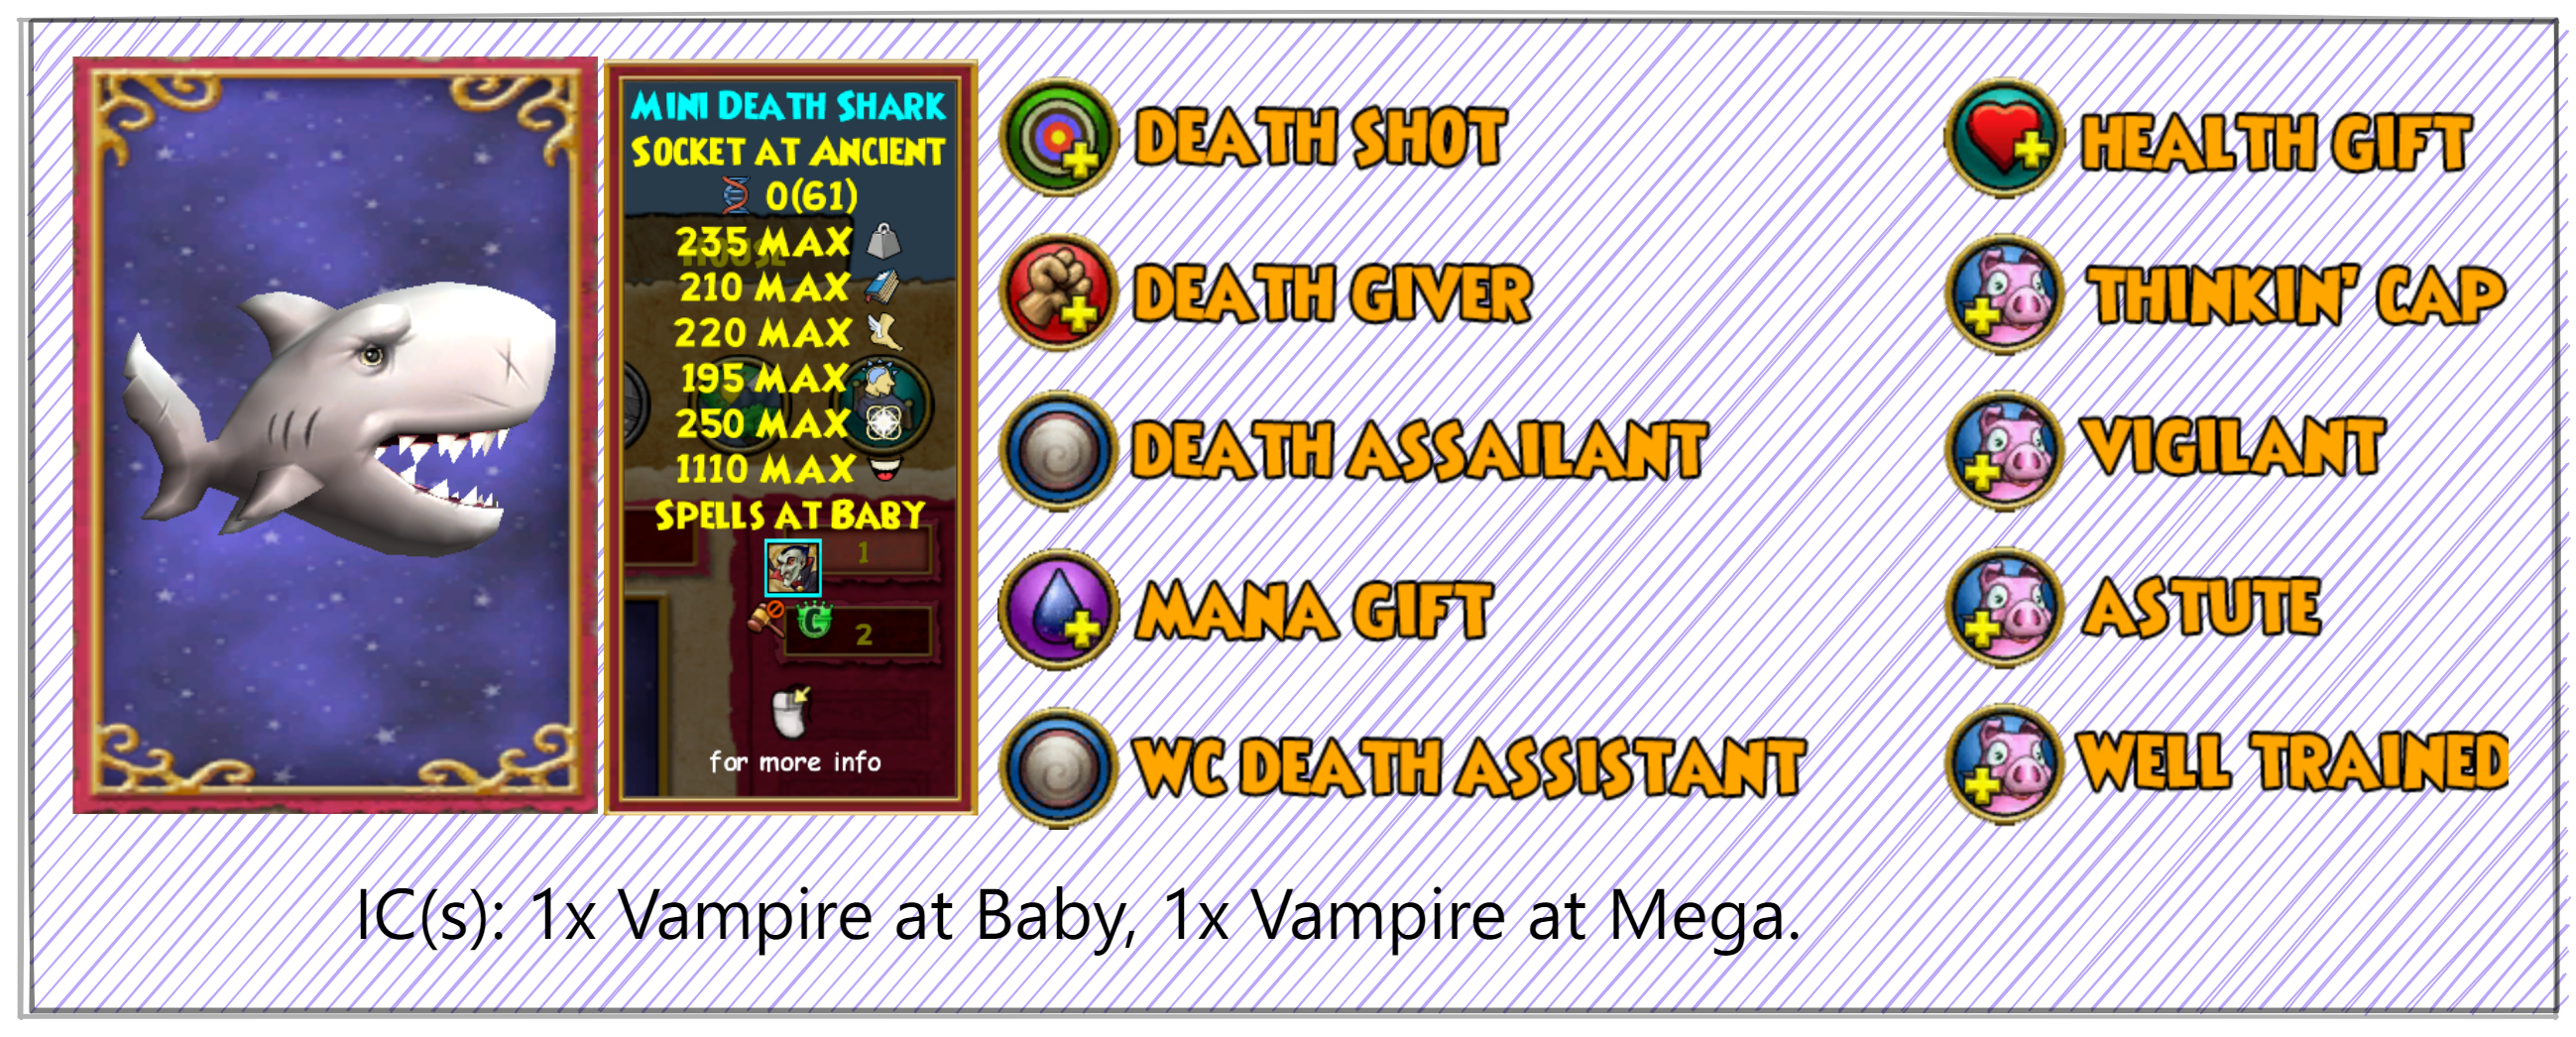 MINI DEATH SHARK
SOCKET AT ANCIENT
0(61)
235 MAX
HOUSE
210 MAX
220 MAX
195 MAX
250 MAX
1110 MAX
SPELLS AT BABY
1
G
2
for more info
DEATH SHOT
DEATH GIVER
DEATH ASSAILANT
MANA GIFT
WC DEATH ASSISTANT
HEALTH GIFT
THINKIN' CAP
VIGILANT
ASTUTE
WELL TRAINED
IC(s): 1x Vampire at Baby, 1x Vampire at Mega.